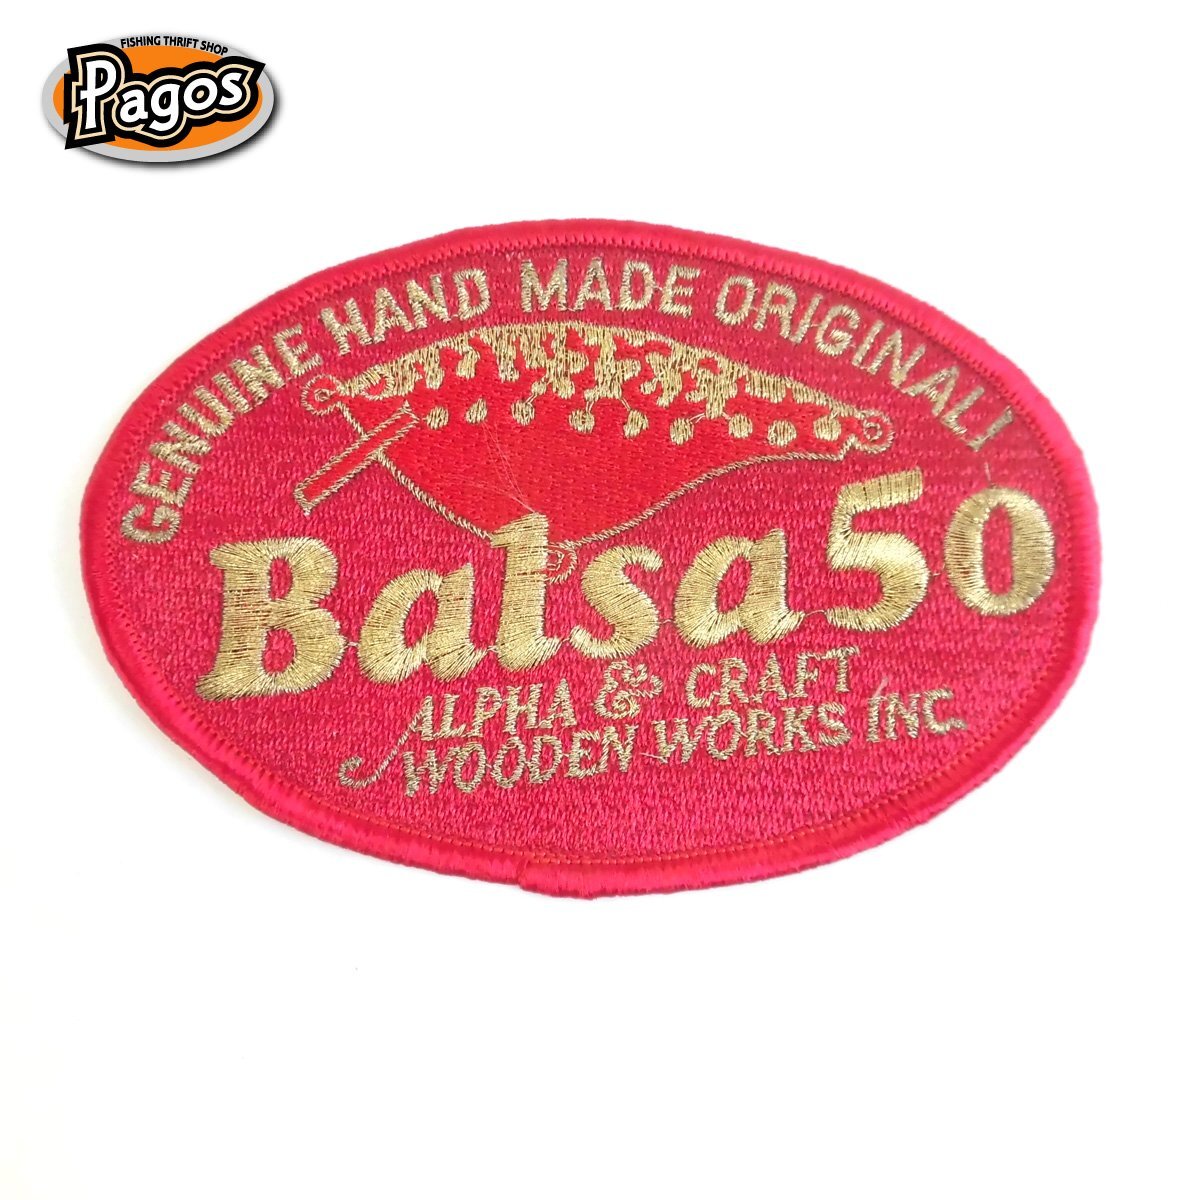 FISHING THRIFT SHOP
Pagos
GENUINE HAND MADE ORIGINAL!
Balsa50
ALPHA & CRAFT
WOODEN WORKS INC.